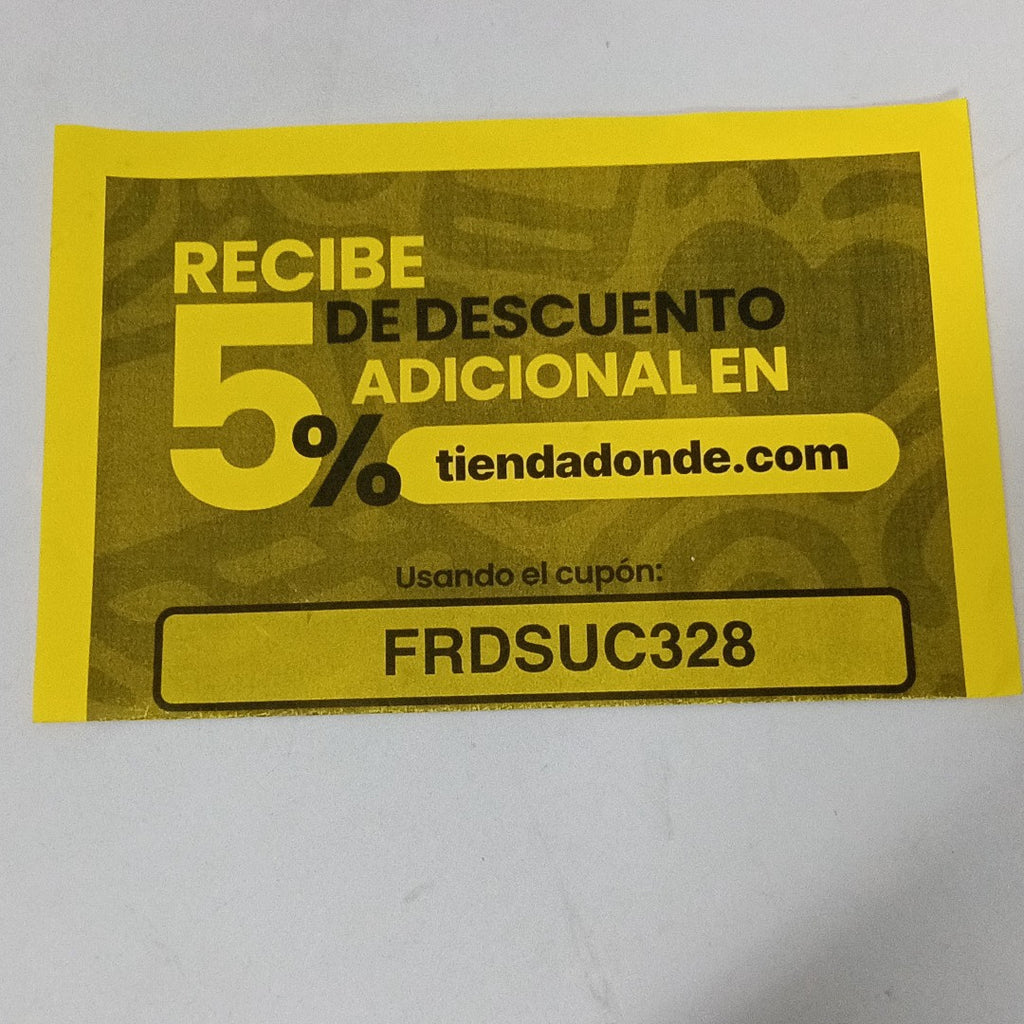 RECIBE
5% DE DESCUENTO
ADICIONAL EN
tiendadonde.com
Usando el cupón:
FRDSUC328